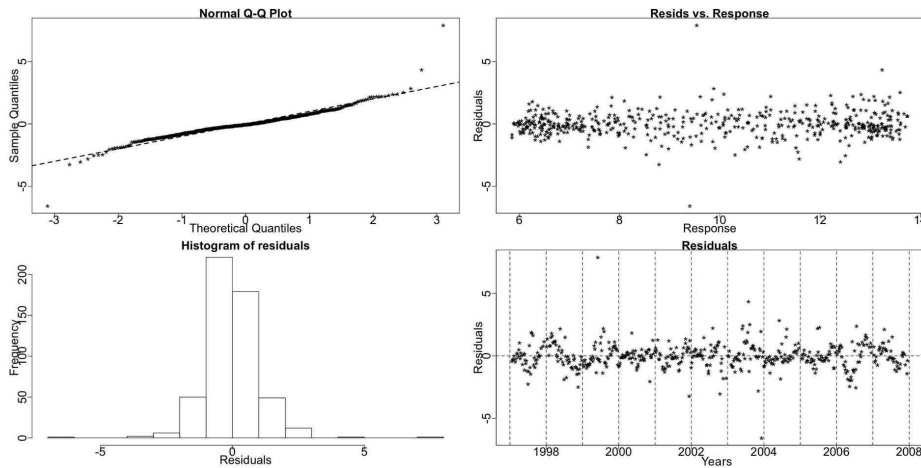 Normal Q-Q Plot
Sample Quantiles
5
0
-5
-3
-2
-1
0
1
2
3
Theoretical Quantiles
Resids vs. Response
Residuals
5
0
-5
6
8
10
12
14
Response
Histogram of residuals
Frequency
200
150
100
50
0
-5
0
5
Residuals
Residuals
Residuals
5
0
-5
1998
2000
2002
2004
2006
2008
Years